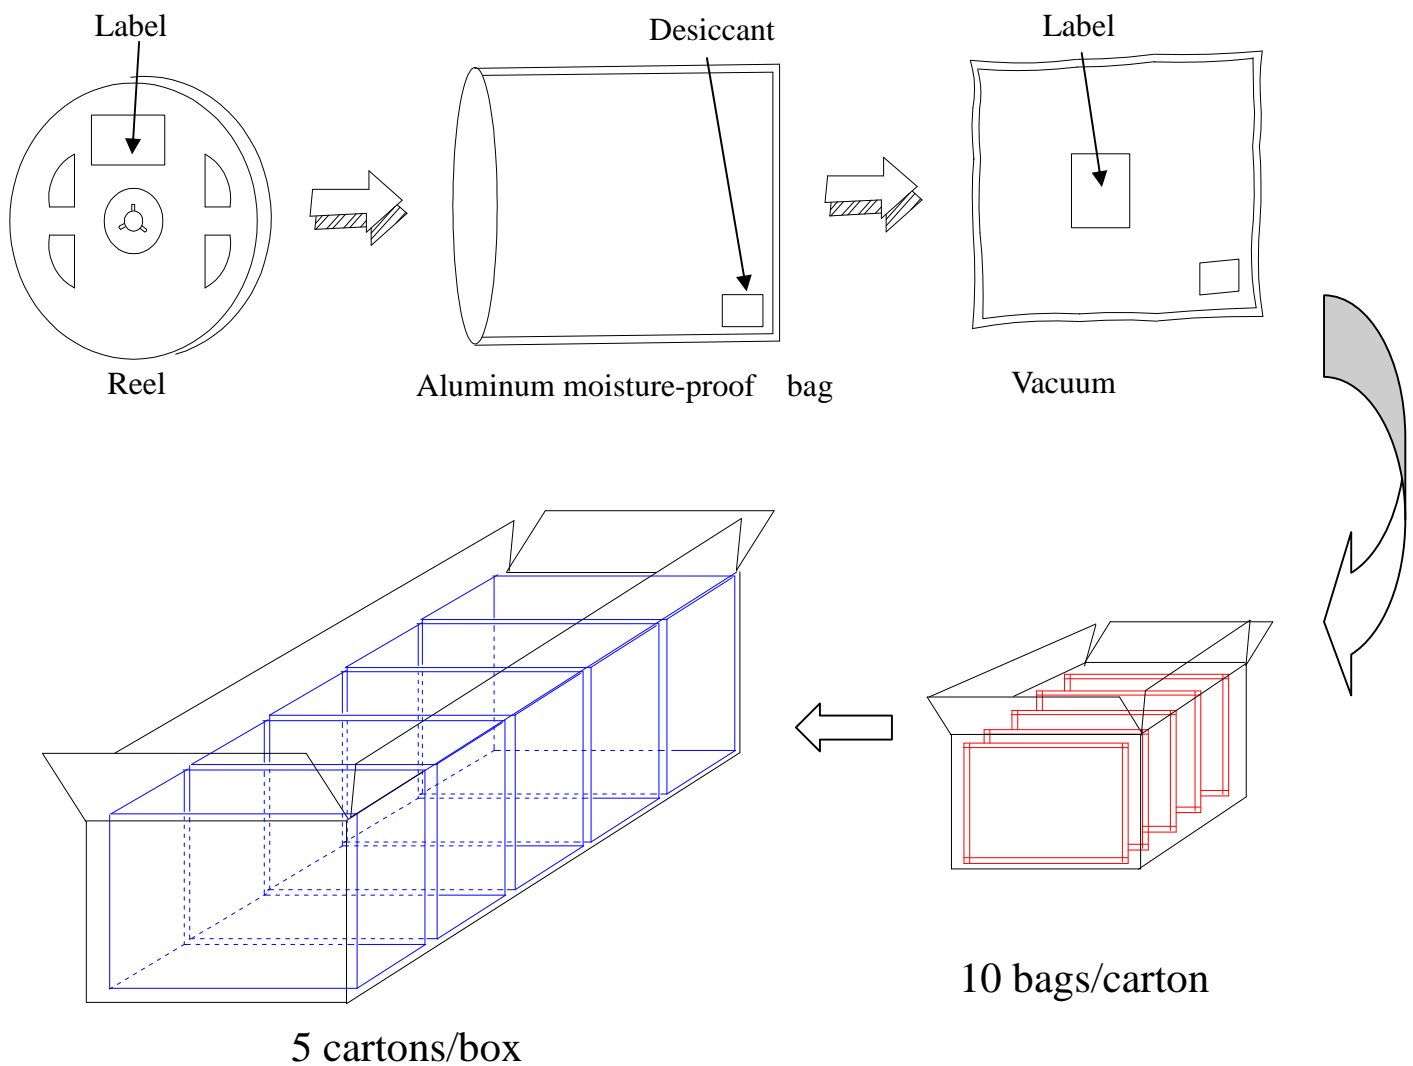 Label
Desiccant
Label
Reel
Aluminum moisture-proof bag
Vacuum
10 bags/carton
5 cartons/box